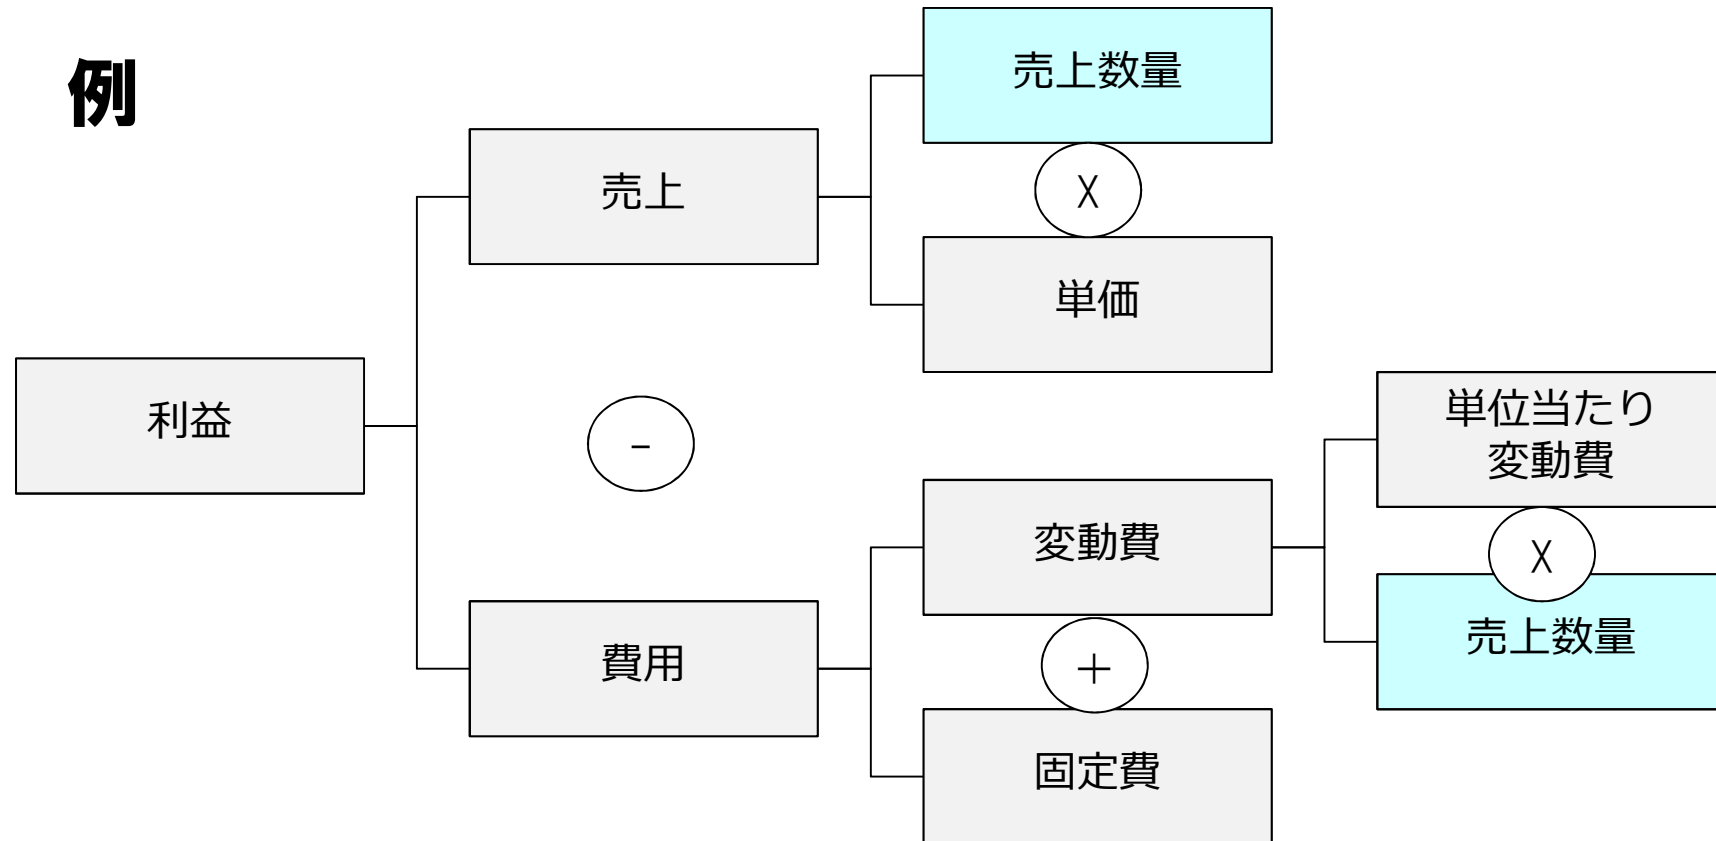 例
売上数量
売上
X
単価
利益
-
単位当たり
変動費
変動費
X
費用
+
売上数量
固定費